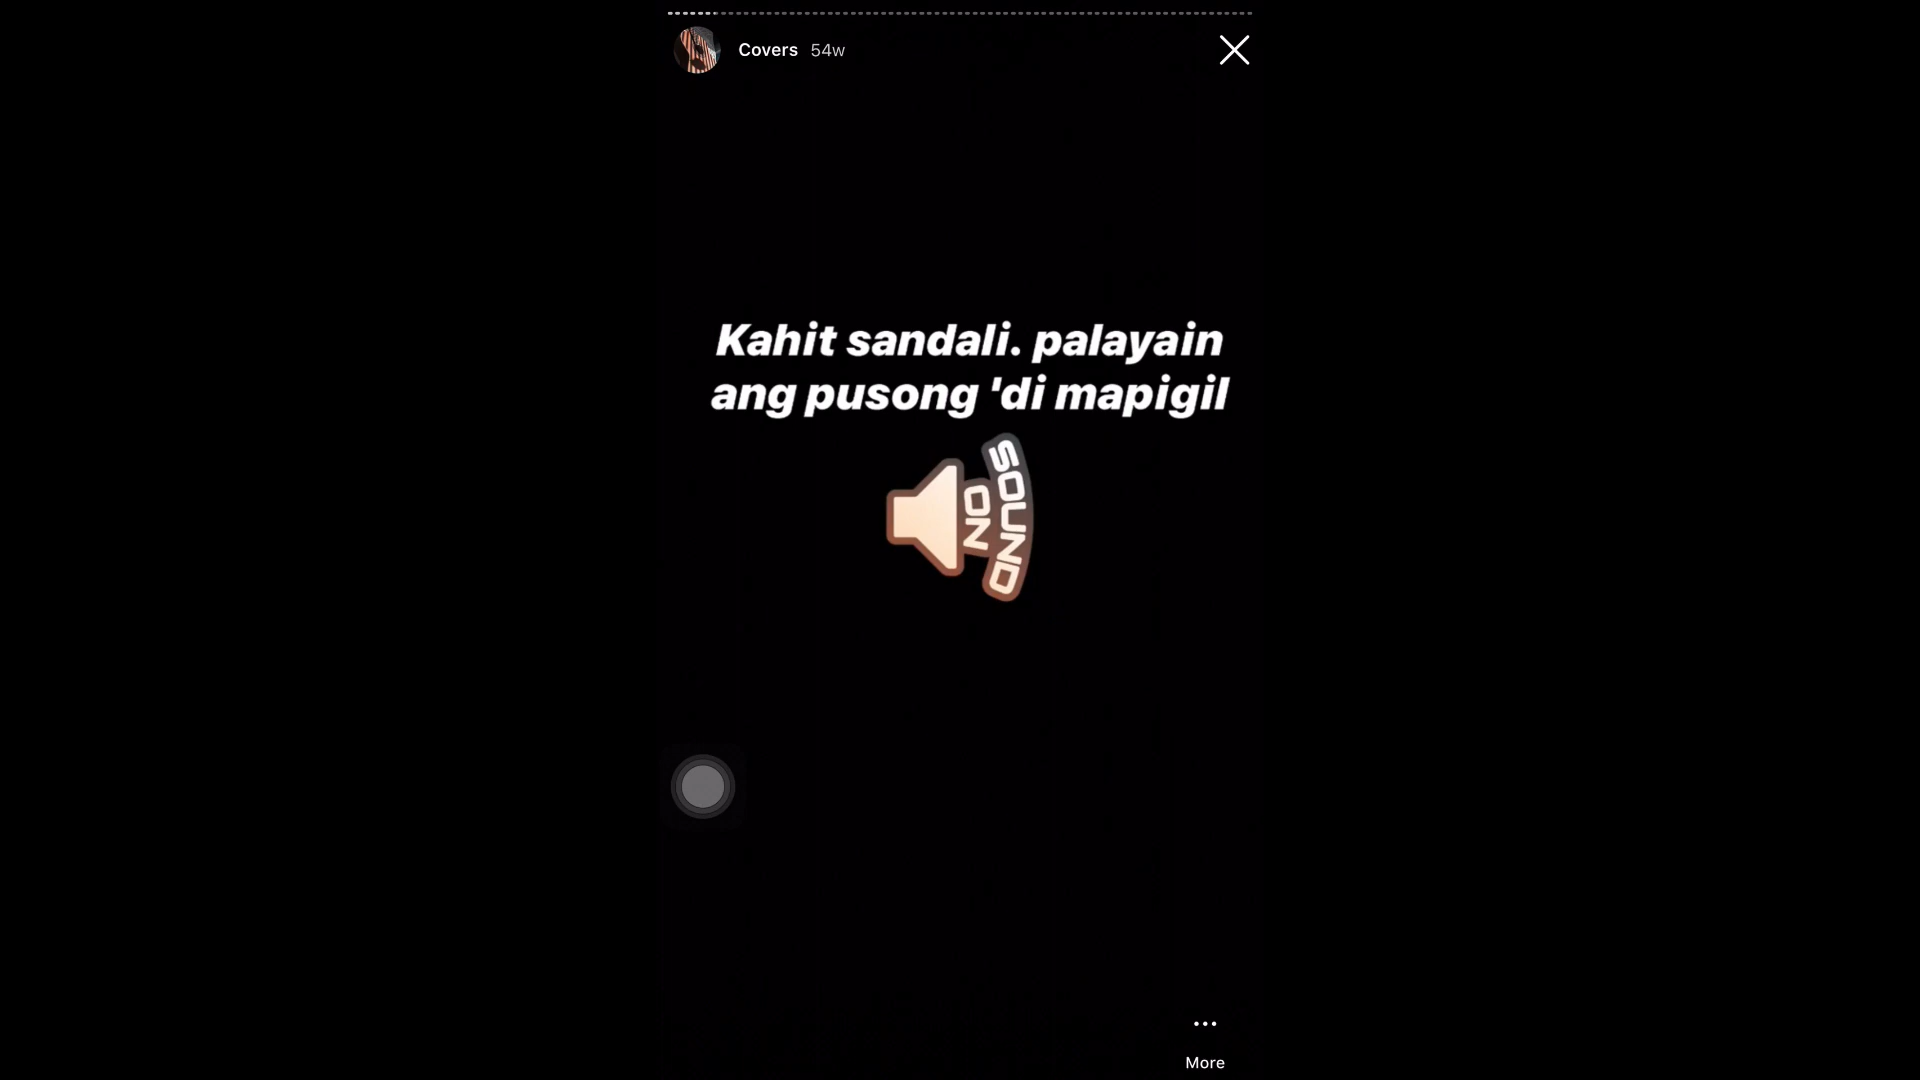 Covers 54w
Kahit sandali. palayain
ang pusong 'di mapigil
SOUND
ON
More